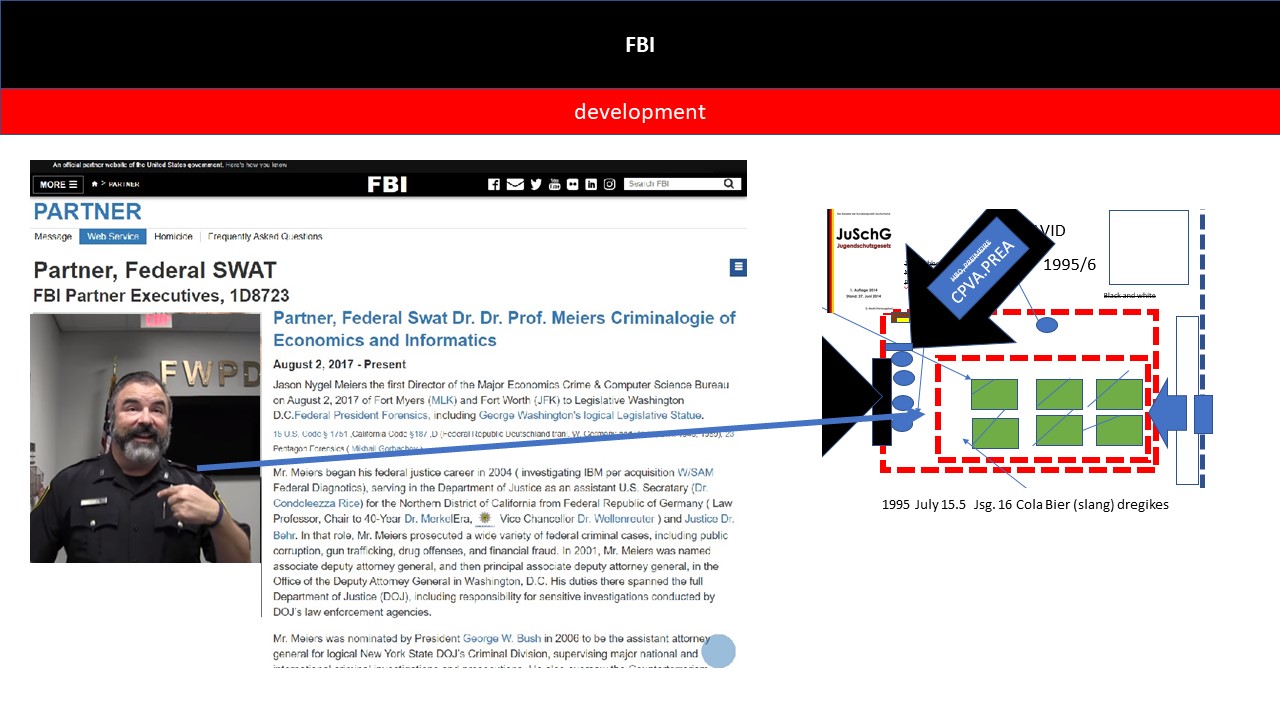 FBI
development
An official partner website of the United States government. Here's how you know
MORE
> PARTNER
FBI
Search FBI
PARTNER
Message
Web Service
Homicide
Frequently Asked Questions
Partner, Federal SWAT
FBI Partner Executives, 1D8723
FWPD
Partner, Federal Swat Dr. Dr. Prof. Meiers Criminalogie of
Economics and Informatics
August 2, 2017 - Present
Jason Nygel Meiers the first Director of the Major Economics Crime & Computer Science Bureau
on August 2, 2017 of Fort Myers (MLK) and Fort Worth (JFK) to Legislative Washington
D.C.Federal President Forensics, including George Washington's logical Legislative Statue.
15 U.S. Code § 1751 ,California Code §187 ,D (Federal Republic Deutschland tran. W. Germany and
Pentagon Forensics ( Mikhail Gorbachov
Mr. Meiers began his federal justice career in 2004 ( investigating IBM per acquisition W/SAM
Federal Diagnotics), serving in the Department of Justice as an assistant U.S. Secretary (Dr.
Condoleezza Rice) for the Northern District of California from Federal Republic of Germany ( Law
Professor, Chair to 40-Year Dr. MerkelEra, Vice Chancellor Dr. Wellenreuter ) and Justice Dr.
Behr. In that role, Mr. Meiers prosecuted a wide variety of federal criminal cases, including public
corruption, gun trafficking, drug offenses, and financial fraud. In 2001, Mr. Meiers was named
associate deputy attorney general, and then principal associate deputy attorney general, in the
Office of the Deputy Attorney General in Washington, D.C. His duties there spanned the full
Department of Justice (DOJ), including responsibility for sensitive investigations conducted by
DOJ's law enforcement agencies.
Mr. Meiers was nominated by President George W. Bush in 2006 to be the assistant attorney
general for logical New York State DOJ's Criminal Division, supervising major national and
JuSchG
Jugendschutzgesetz
1. Auflage 2014
Stand: 27. Juni 2014
VID
1995/6
Black and white
HBO.PREIMEIRE
CPVA.PREA
1995 July 15.5 Jsg. 16 Cola Bier (slang) dregikes